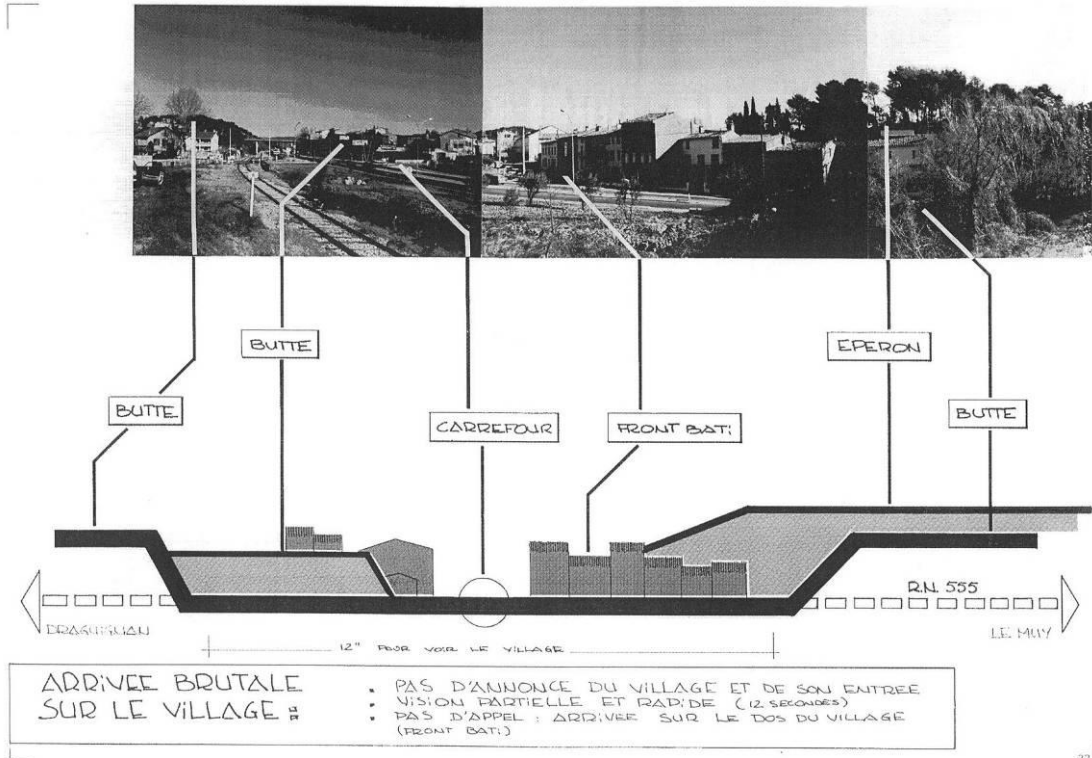 BUTTE
EPERON
BUTTE
CARREFOUR
FRONT BATI
BUTTE
R.N. 555
DRAGUIGNAN
LE MUY
12" POUR VOIR LE VILLAGE
ARRIVEE BRUTALE
SUR LE VILLAGE :
. PAS D'ANNONCE DU VILLAGE ET DE SON ENTREE
. VISION PARTIELLE ET RAPIDE (12 SECONDES)
. PAS D'APPEL : ARRIVEE SUR LE DOS DU VILLAGE
(FRONT BATI)